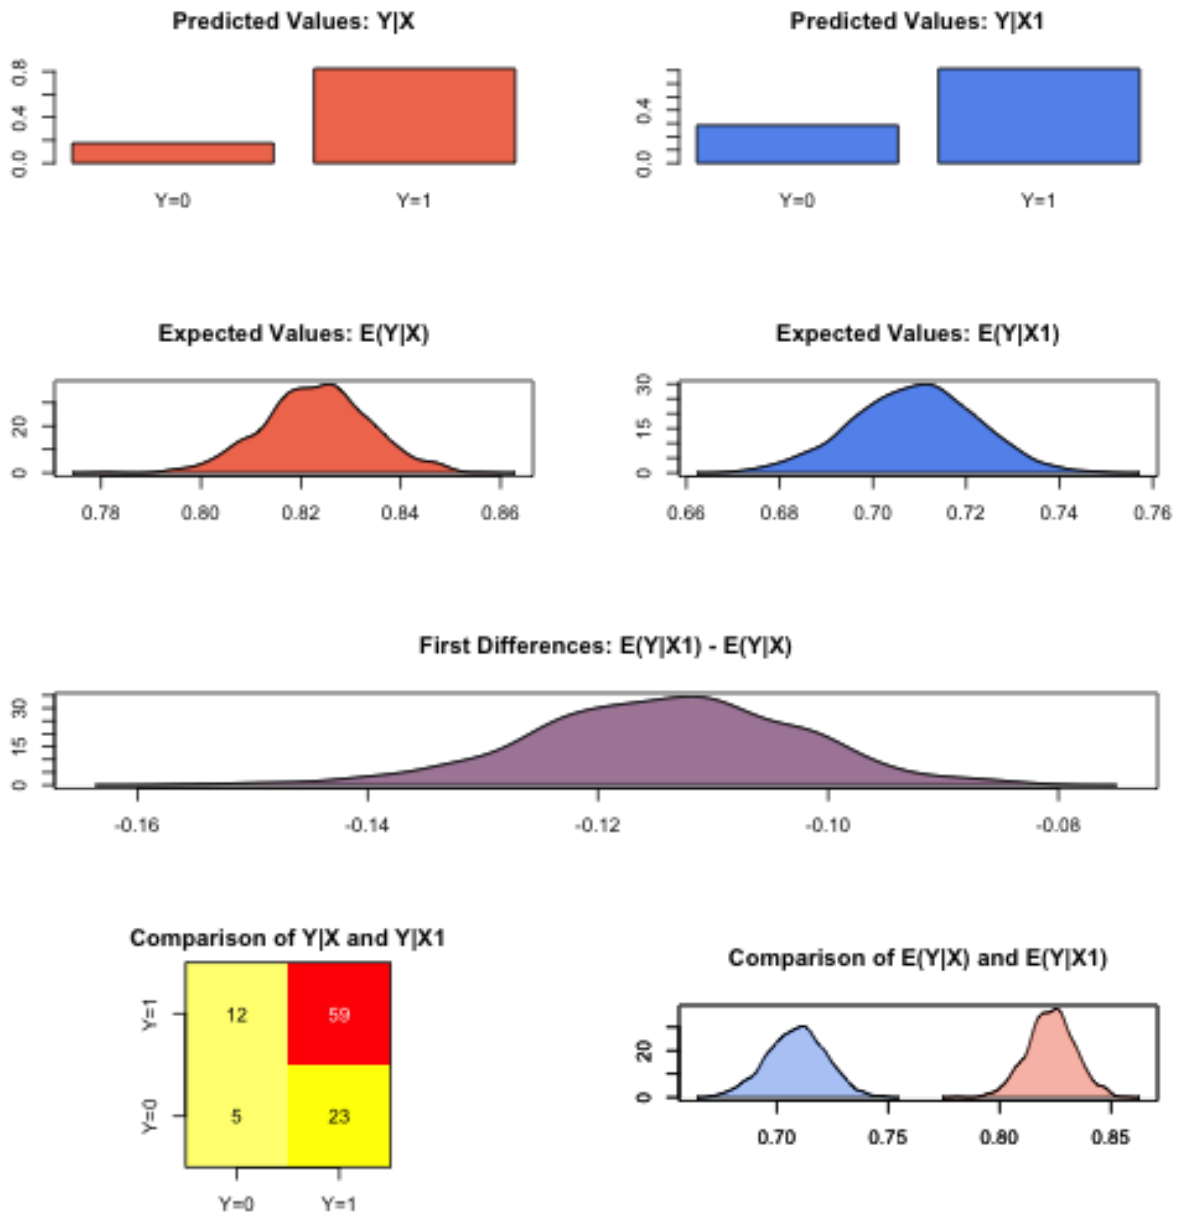 Predicted Values: Y|X
0.0 0.4 0.8
Y=0 Y=1
Predicted Values: Y|X1
0.0 0.4
Y=0 Y=1
Expected Values: E(Y|X)
0 20
0.78 0.80 0.82 0.84 0.86
Expected Values: E(Y|X1)
0 15 30
0.66 0.68 0.70 0.72 0.74 0.76
First Differences: E(Y|X1) - E(Y|X)
0 15 30
-0.16 -0.14 -0.12 -0.10 -0.08
Comparison of Y|X and Y|X1
Y=1 12 59
Y=0 5 23
Y=0 Y=1
Comparison of E(Y|X) and E(Y|X1)
0 20
0.70 0.75 0.80 0.85